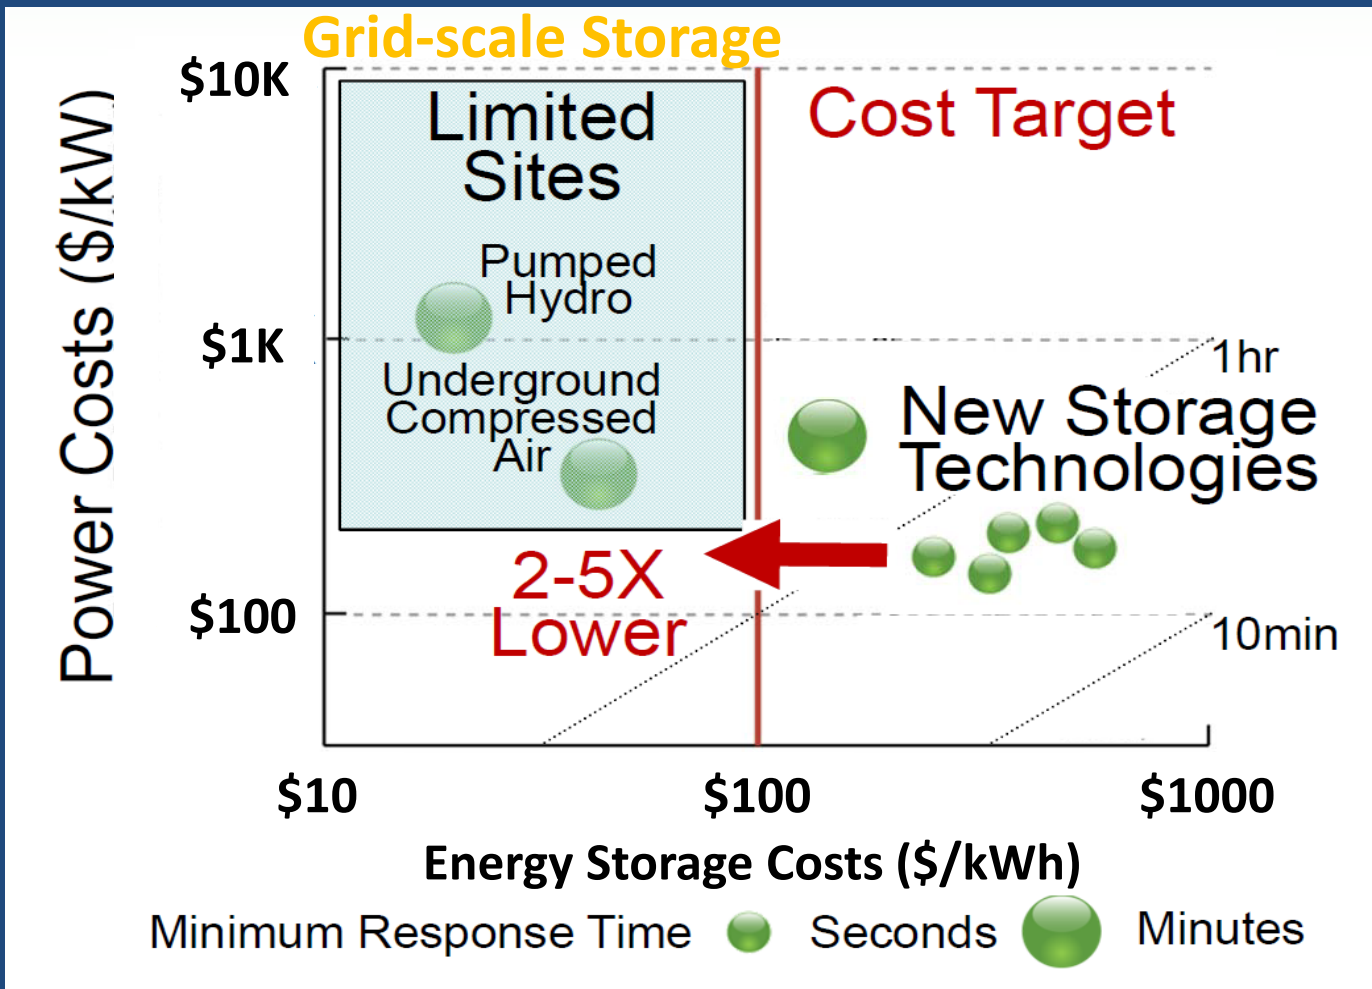 Grid-scale Storage
$10K
Limited
Sites
Cost Target
Pumped
Hydro
$1K
1hr
Underground
Compressed
Air
New Storage
Technologies
2-5X
Lower
$100
10min
Power Costs ($/kW)
$10
$100
$1000
Energy Storage Costs ($/kWh)
Minimum Response Time
Seconds
Minutes